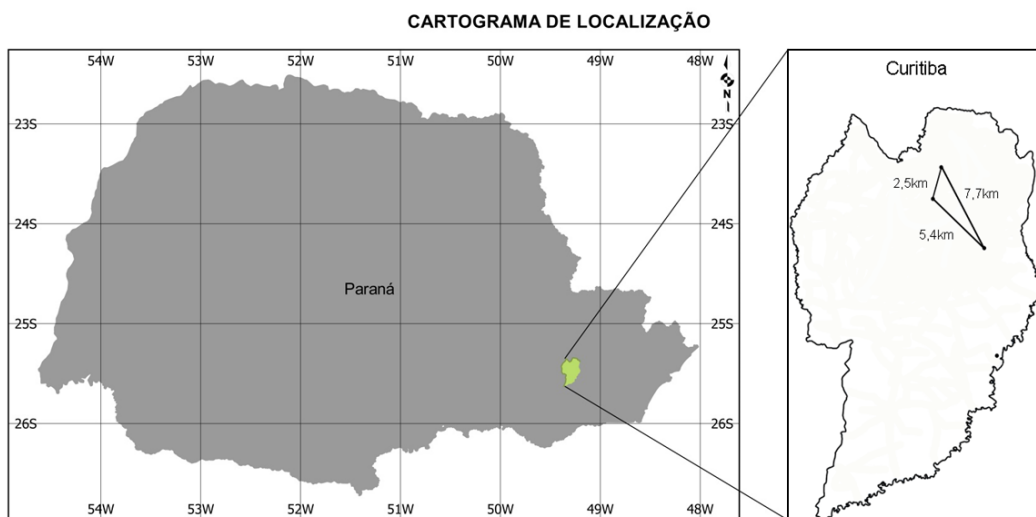 CARTOGRAMA DE LOCALIZAÇÃO
54W 53W 52W 51W 50W 49W 48W
N
23S 23S
24S 24S
Paraná
25S 25S
26S 26S
54W 53W 52W 51W 50W 49W 48W
Curitiba
2,5km
7,7km
5,4km